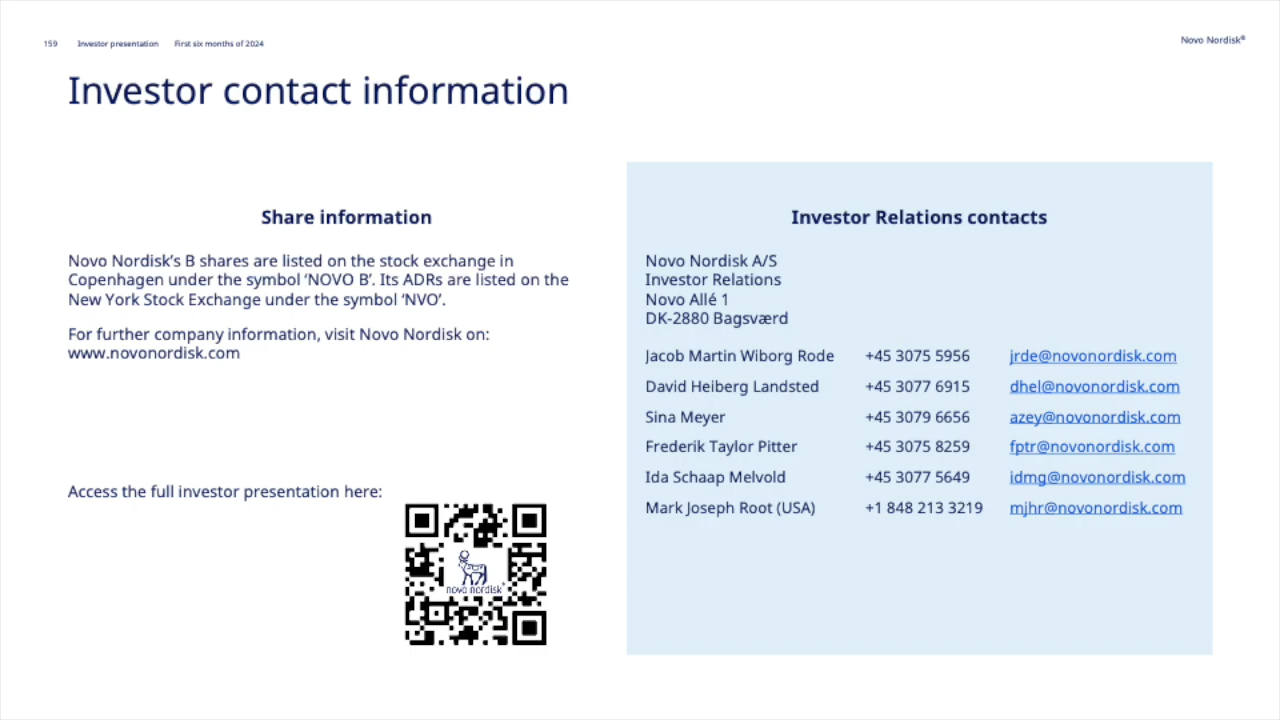 159 Investor presentation First six months of 2024
Novo Nordisk®
Investor contact information
Share information
Novo Nordisk’s B shares are listed on the stock exchange in
Copenhagen under the symbol ‘NOVO B’. Its ADRs are listed on the
New York Stock Exchange under the symbol ‘NVO’.
For further company information, visit Novo Nordisk on:
www.novonordisk.com
Access the full investor presentation here:
novo nordisk®
Investor Relations contacts
Novo Nordisk A/S
Investor Relations
Novo Allé 1
DK-2880 Bagsværd
Jacob Martin Wiborg Rode +45 3075 5956 jrde@novonordisk.com
David Heiberg Landsted +45 3077 6915 dhel@novonordisk.com
Sina Meyer +45 3079 6656 azey@novonordisk.com
Frederik Taylor Pitter +45 3075 8259 fptr@novonordisk.com
Ida Schaap Melvold +45 3077 5649 idmg@novonordisk.com
Mark Joseph Root (USA) +1 848 213 3219 mjhr@novonordisk.com